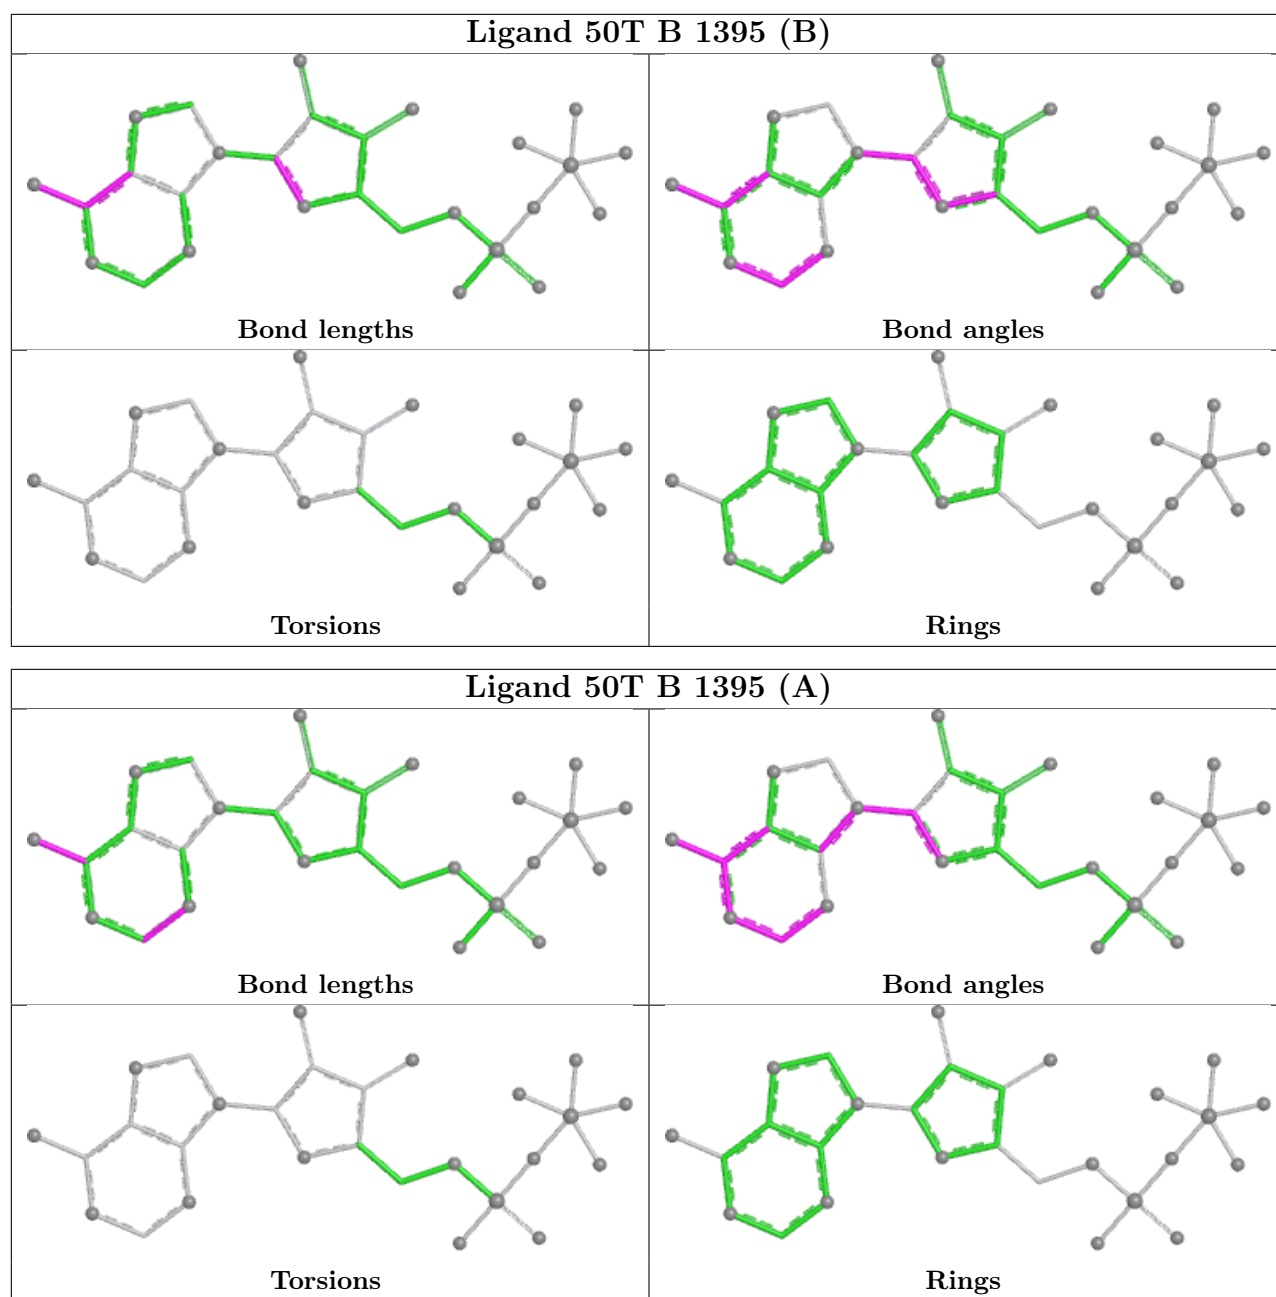 Ligand 50T B 1395 (B)
Bond lengths
Bond angles
Torsions
Rings
Ligand 50T B 1395 (A)
Bond lengths
Bond angles
Torsions
Rings